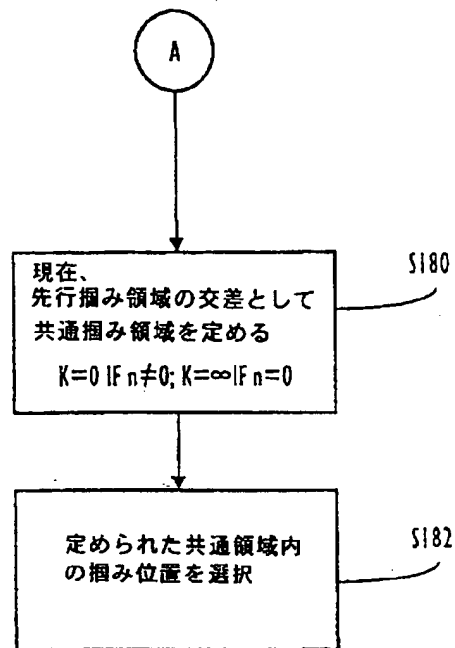 A
現在、
先行掴み領域の交差として
共通掴み領域を定める
K=0 IF n≠0; K=∞IF n=0
S180
定められた共通領域内
の掴み位置を選択
S182